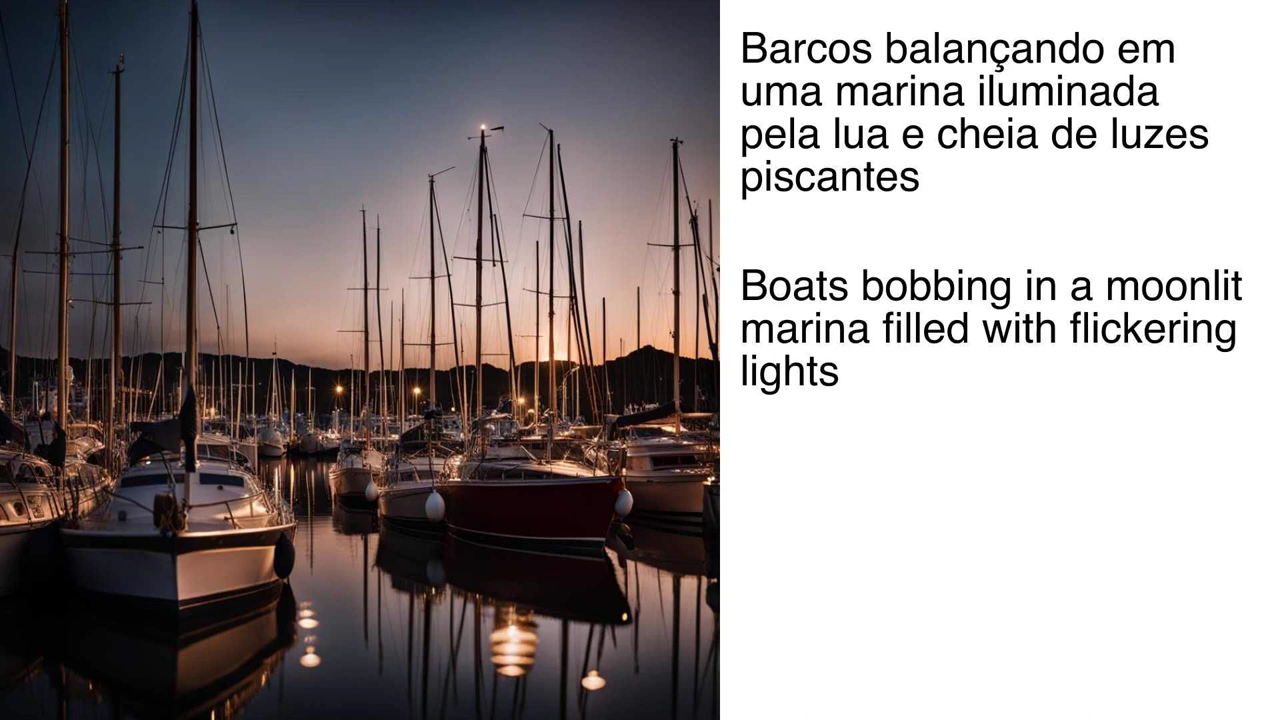 Barcos balançando em
uma marina iluminada
pela lua e cheia de luzes
piscantes
Boats bobbing in a moonlit
marina filled with flickering
lights